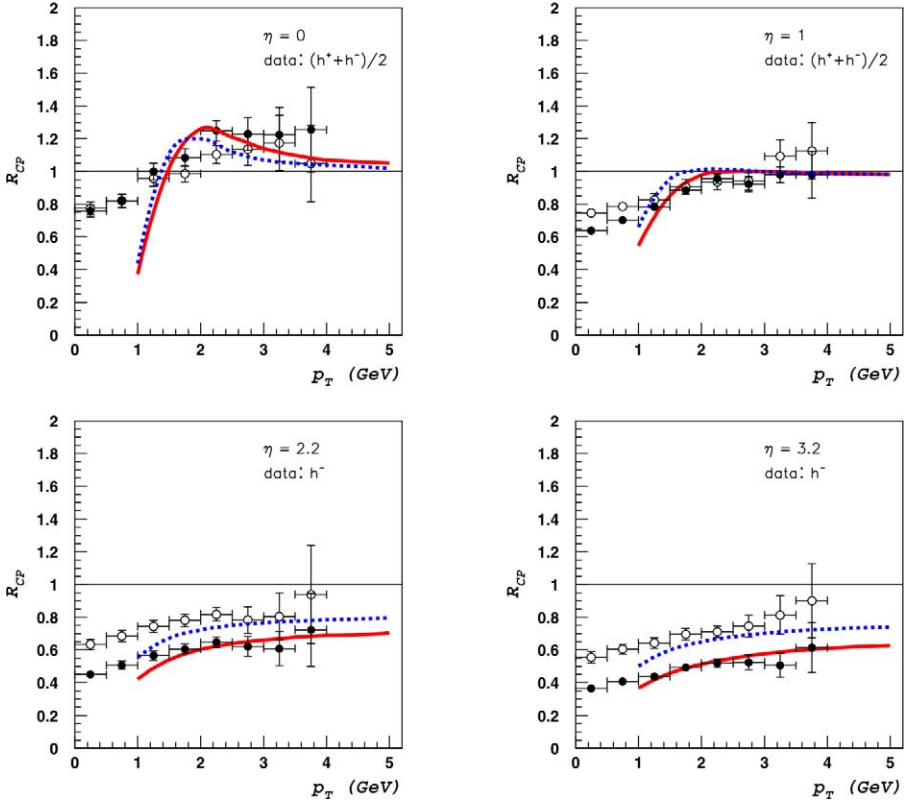 2
1.8
1.6
1.4
1.2
1
0.8
0.6
0.4
0.2
0
R_CP
η = 0
data: (h⁺+h⁻)/2
0 1 2 3 4 5
p_T (GeV)
2
1.8
1.6
1.4
1.2
1
0.8
0.6
0.4
0.2
0
R_CP
η = 1
data: (h⁺+h⁻)/2
0 1 2 3 4 5
p_T (GeV)
2
1.8
1.6
1.4
1.2
1
0.8
0.6
0.4
0.2
0
R_CP
η = 2.2
data: h⁻
0 1 2 3 4 5
p_T (GeV)
2
1.8
1.6
1.4
1.2
1
0.8
0.6
0.4
0.2
0
R_CP
η = 3.2
data: h⁻
0 1 2 3 4 5
p_T (GeV)